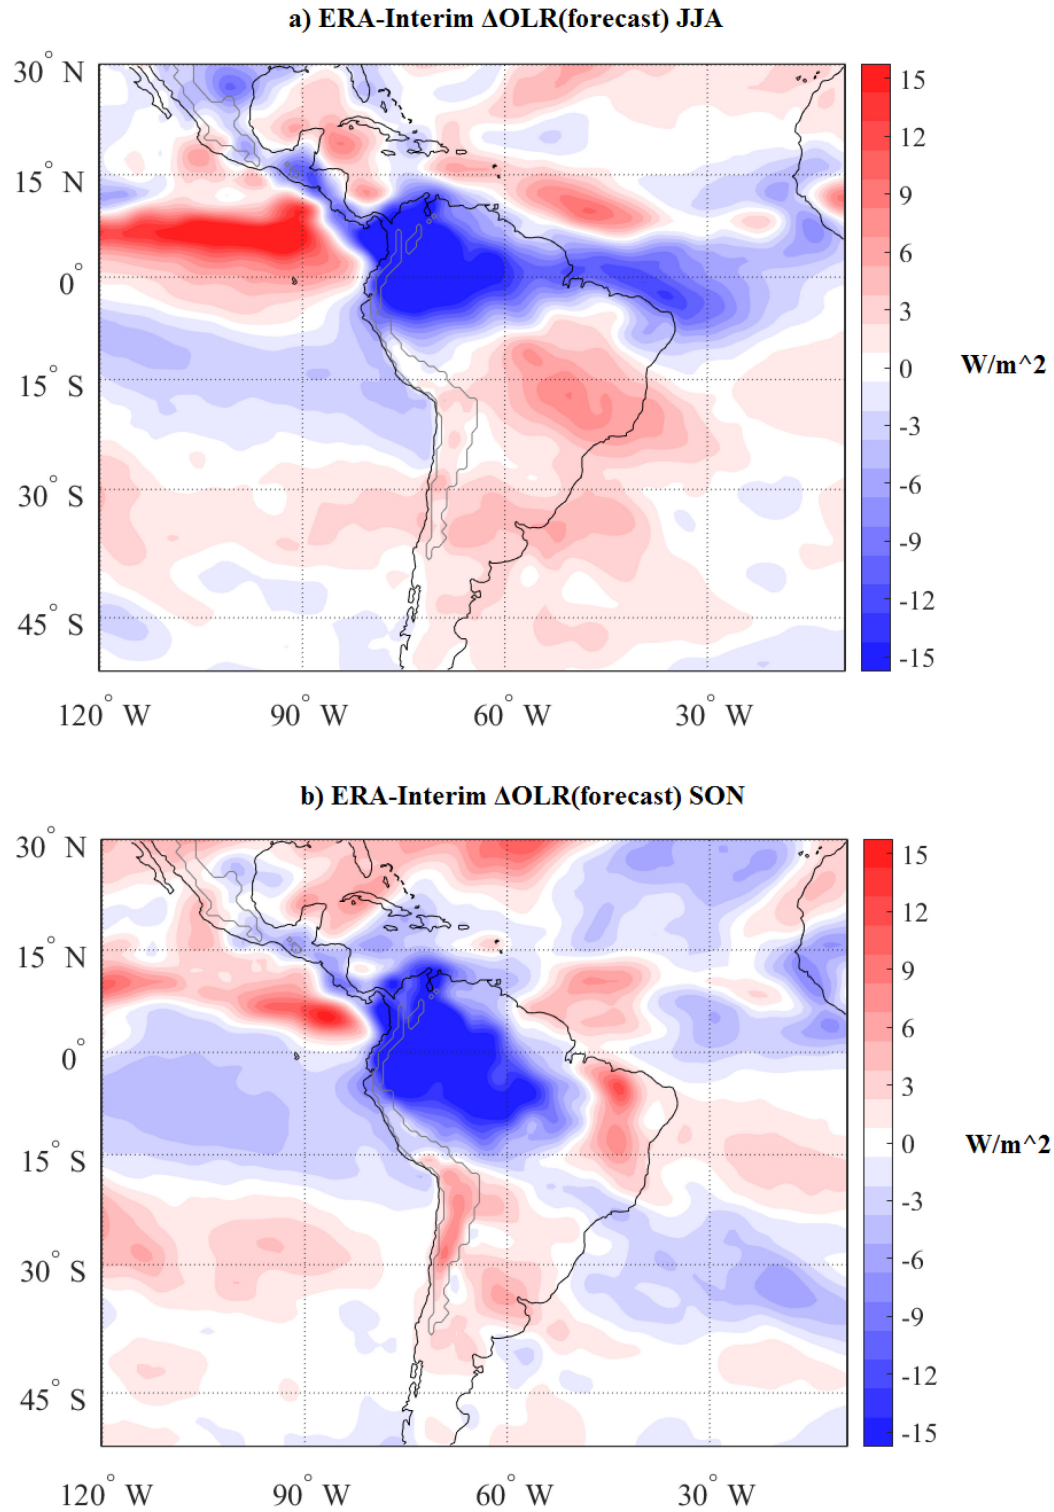 a) ERA-Interim ΔOLR(forecast) JJA
30° N
15° N
0°
15° S
30° S
45° S
120° W
90° W
60° W
30° W
15
12
9
6
3
0
-3
-6
-9
-12
-15
W/m^2
b) ERA-Interim ΔOLR(forecast) SON
30° N
15° N
0°
15° S
30° S
45° S
120° W
90° W
60° W
30° W
15
12
9
6
3
0
-3
-6
-9
-12
-15
W/m^2